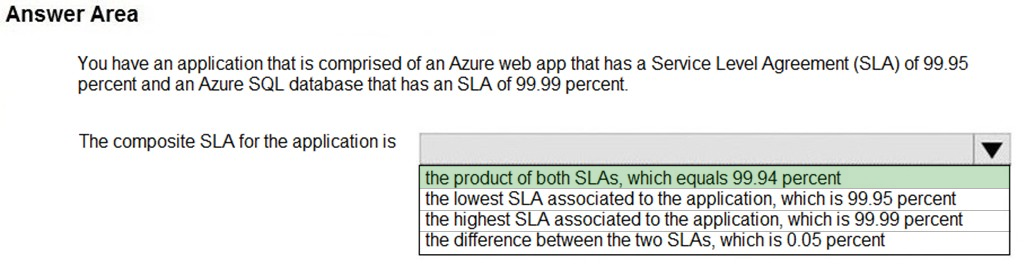 Answer Area
You have an application that is comprised of an Azure web app that has a Service Level Agreement (SLA) of 99.95
percent and an Azure SQL database that has an SLA of 99.99 percent.
The composite SLA for the application is
the product of both SLAs, which equals 99.94 percent
the lowest SLA associated to the application, which is 99.95 percent
the highest SLA associated to the application, which is 99.99 percent
the difference between the two SLAs, which is 0.05 percent